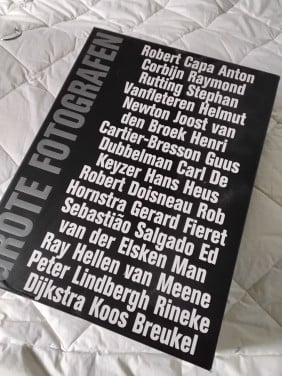 GROTE FOTOGRAFEN
Robert Capa Anton
Corbijn Raymond
Rutting Stephan
Vanfleteren Helmut
Newton Joost van
den Broek Henri
Cartier-Bresson Guus
Dubbelman Carl De
Keyzer Hans Heus
Robert Doisneau Rob
Hornstra Gerard Fieret
Sebastião Salgado Ed
van der Elsken Man
Ray Hellen van Meene
Peter Lindbergh Rineke
Dijkstra Koos Breukel